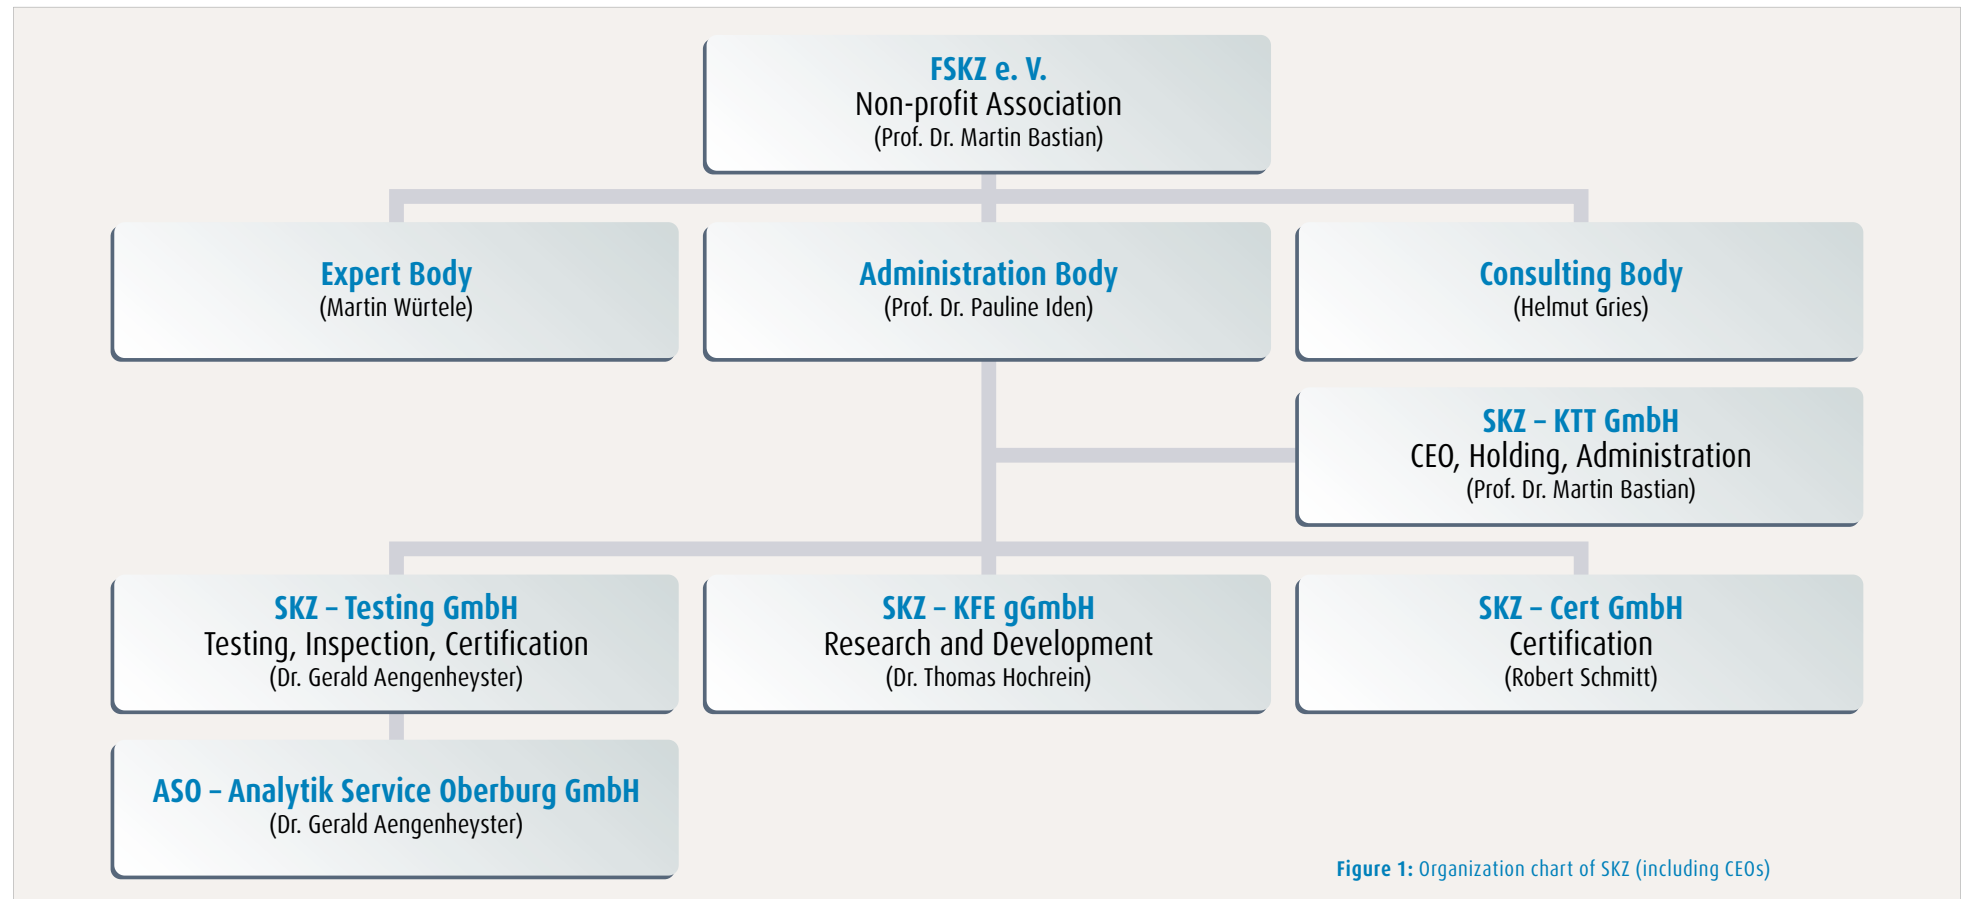 FSKZ e. V.
Non-profit Association
(Prof. Dr. Martin Bastian)
Expert Body
(Martin Würtele)
Administration Body
(Prof. Dr. Pauline Iden)
Consulting Body
(Helmut Gries)
SKZ – KTT GmbH
CEO, Holding, Administration
(Prof. Dr. Martin Bastian)
SKZ – Testing GmbH
Testing, Inspection, Certification
(Dr. Gerald Aengenheyster)
SKZ – KFE gGmbH
Research and Development
(Dr. Thomas Hochrein)
SKZ – Cert GmbH
Certification
(Robert Schmitt)
ASO – Analytik Service Oberburg GmbH
(Dr. Gerald Aengenheyster)
Figure 1: Organization chart of SKZ (including CEOs)